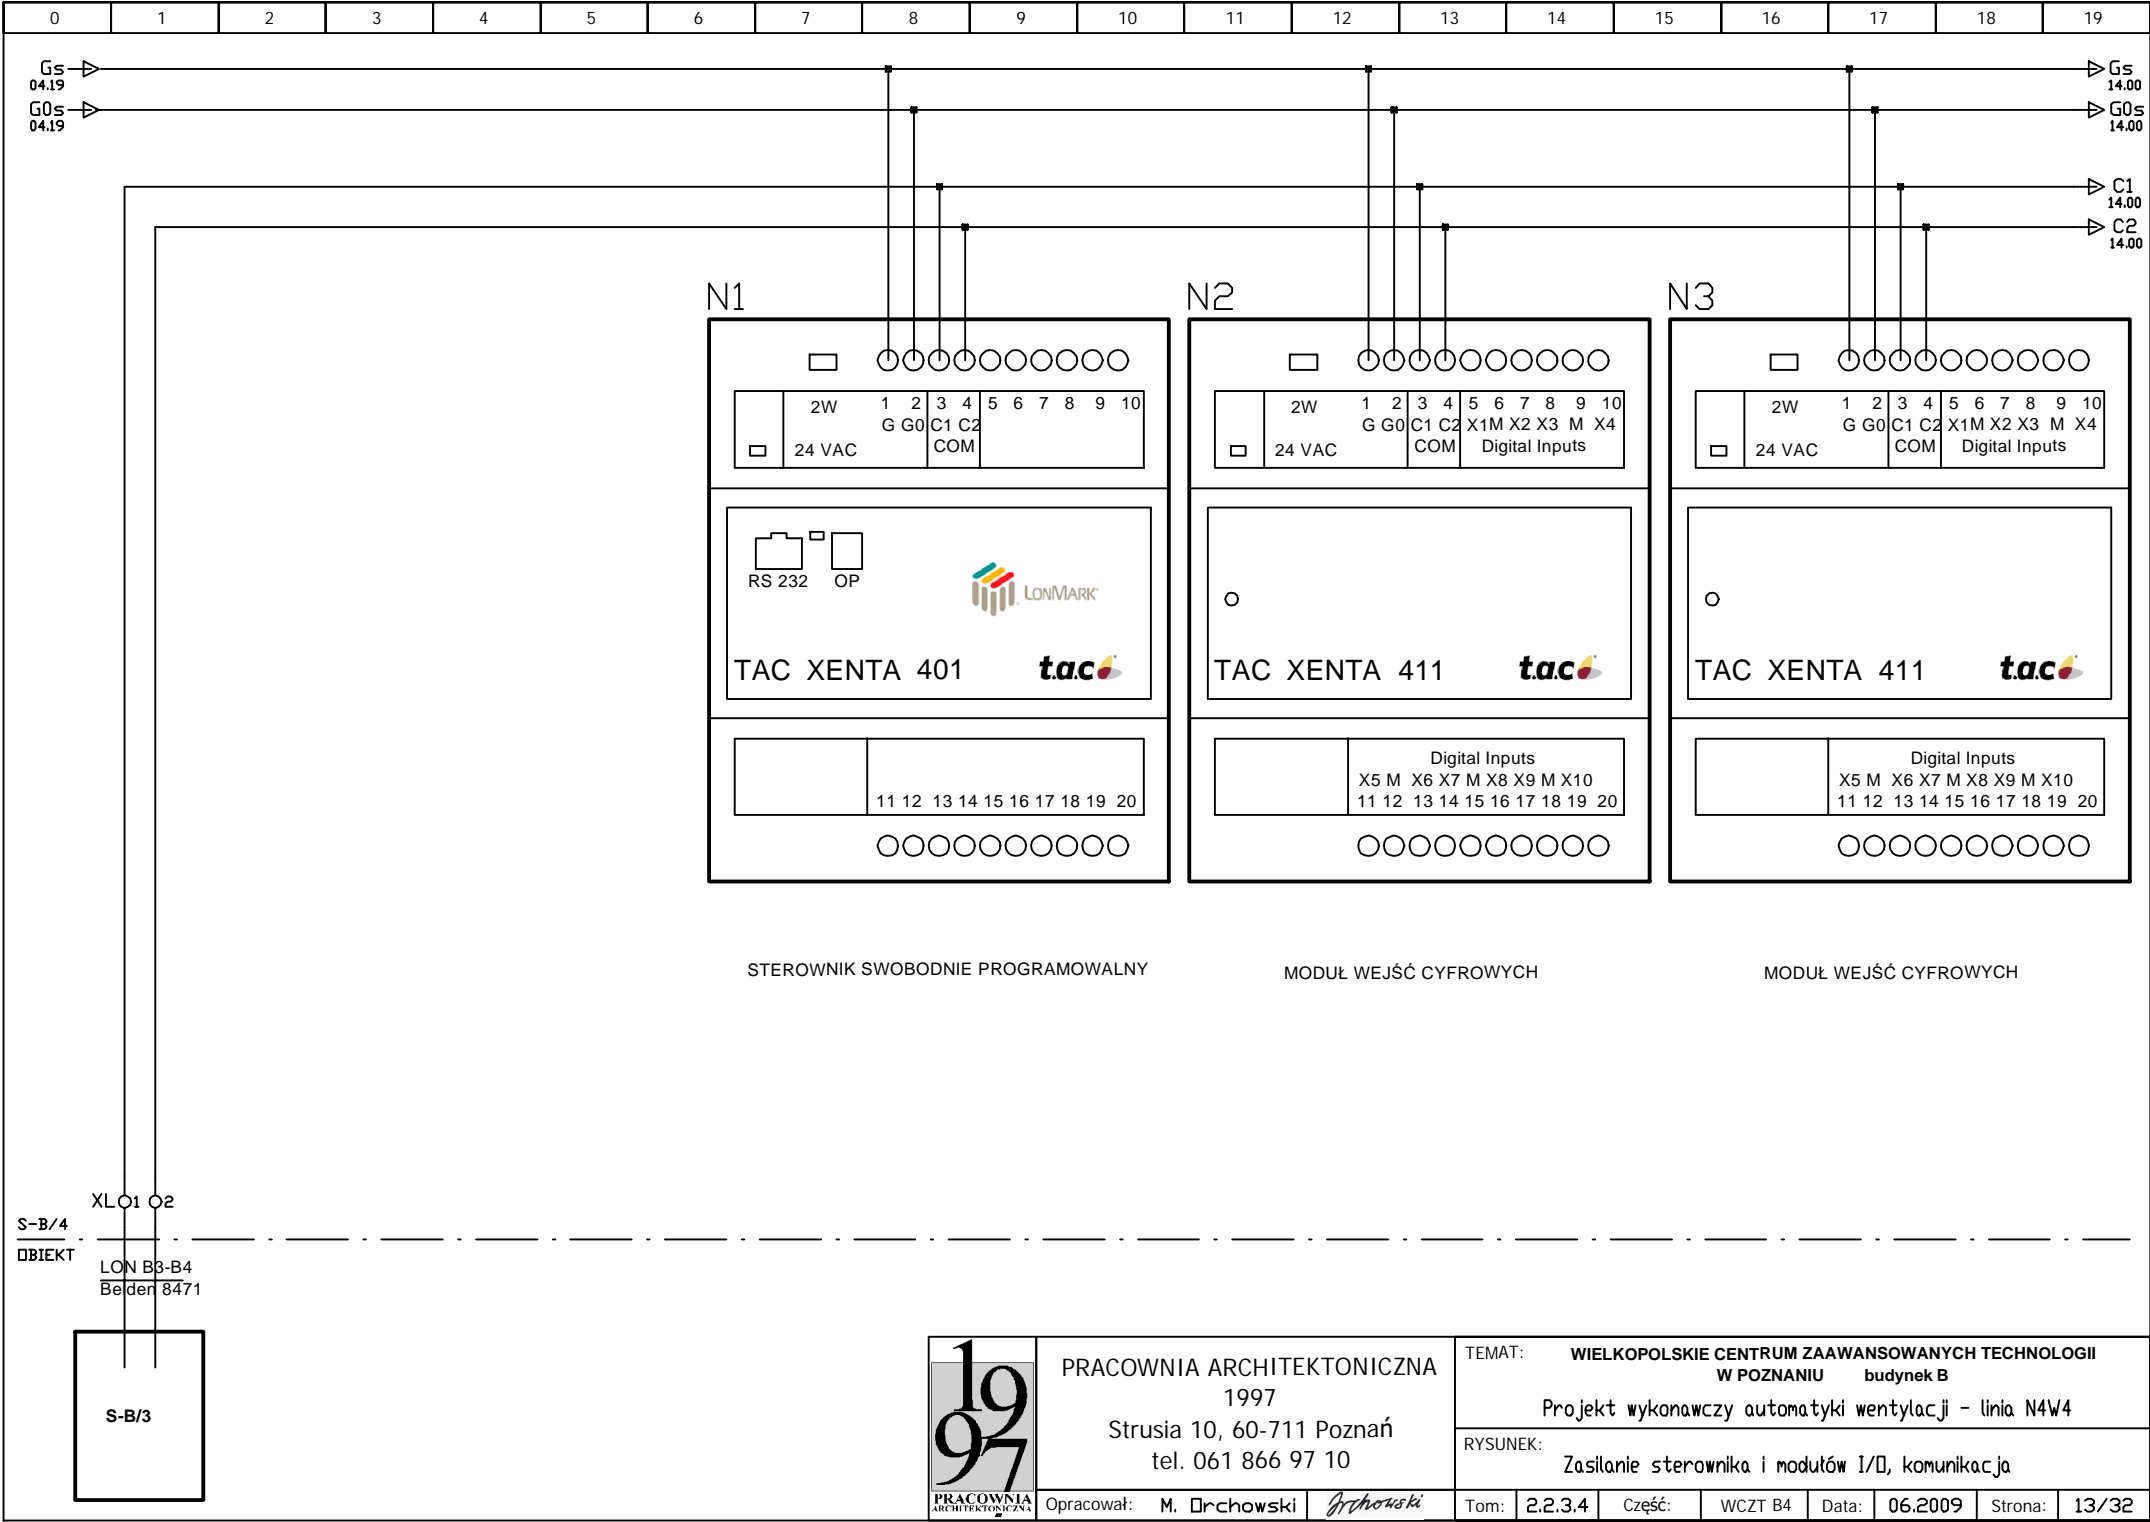 0 1 2 3 4 5 6 7 8 9 10 11 12 13 14 15 16 17 18 19
Gs
04.19
G0s
04.19
Gs
14.00
G0s
14.00
C1
14.00
C2
14.00
N1
2W 1 2 3 4 5 6 7 8 9 10
G G0 C1 C2
24 VAC COM
RS 232 OP
LONMARK
TAC XENTA 401 t.a.c
11 12 13 14 15 16 17 18 19 20
STEROWNIK SWOBODNIE PROGRAMOWALNY
N2
2W 1 2 3 4 5 6 7 8 9 10
G G0 C1 C2 X1 M X2 X3 M X4
24 VAC COM Digital Inputs
TAC XENTA 411 t.a.c
Digital Inputs
X5 M X6 X7 M X8 X9 M X10
11 12 13 14 15 16 17 18 19 20
MODUŁ WEJŚĆ CYFROWYCH
N3
2W 1 2 3 4 5 6 7 8 9 10
G G0 C1 C2 X1 M X2 X3 M X4
24 VAC COM Digital Inputs
TAC XENTA 411 t.a.c
Digital Inputs
X5 M X6 X7 M X8 X9 M X10
11 12 13 14 15 16 17 18 19 20
MODUŁ WEJŚĆ CYFROWYCH
XL 1 2
S-B/4
OBIEKT
LON B3-B4
Belden 8471
S-B/3
1997
PRACOWNIA
ARCHITEKTONICZNA
PRACOWNIA ARCHITEKTONICZNA
1997
Strusia 10, 60-711 Poznań
tel. 061 866 97 10
Opracował: M. Orchowski Orchowski
TEMAT: WIELKOPOLSKIE CENTRUM ZAAWANSOWANYCH TECHNOLOGII
W POZNANIU budynek B
Projekt wykonawczy automatyki wentylacji - linia N4W4
RYSUNEK:
Zasilanie sterownika i modułów I/O, komunikacja
Tom: 2.2.3.4 Część: WCZT B4 Data: 06.2009 Strona: 13/32